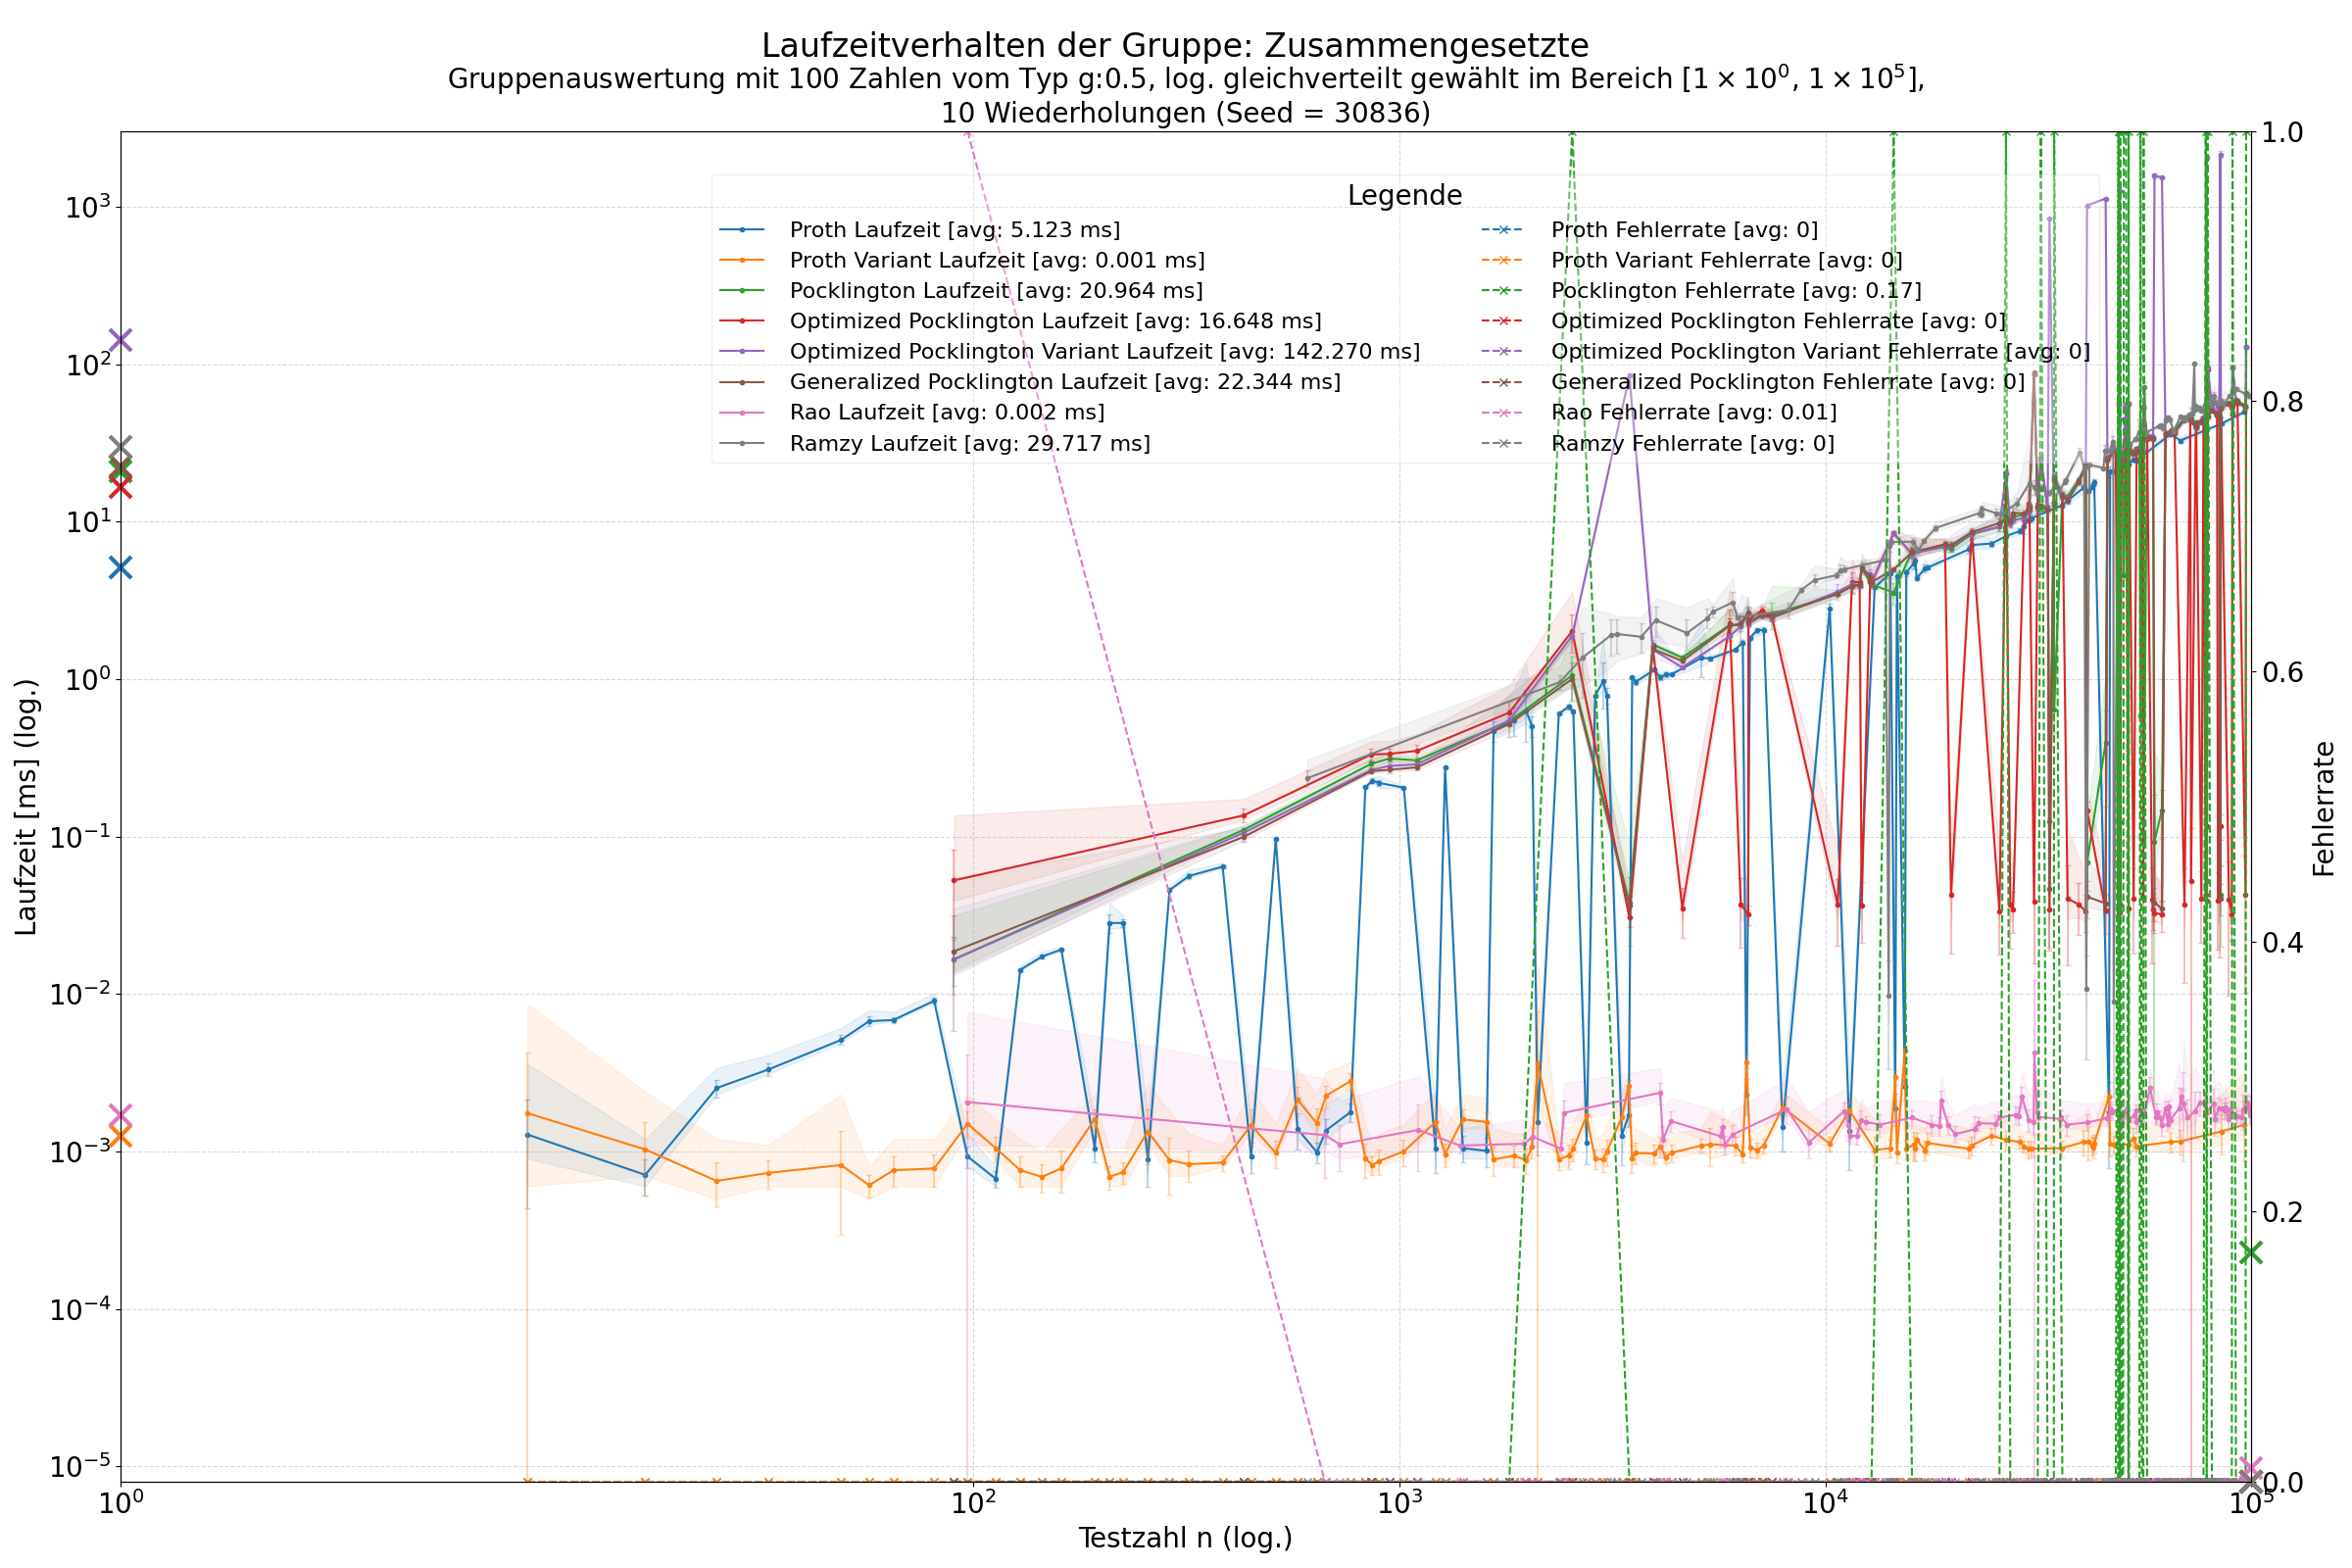 Laufzeitverhalten der Gruppe: Zusammengesetzte
Gruppenauswertung mit 100 Zahlen vom Typ g:0.5, log. gleichverteilt gewählt im Bereich [1 × 10⁰, 1 × 10⁵],
10 Wiederholungen (Seed = 30836)
Legende
Proth Laufzeit [avg: 5.123 ms]
Proth Variant Laufzeit [avg: 0.001 ms]
Pocklington Laufzeit [avg: 20.964 ms]
Optimized Pocklington Laufzeit [avg: 16.648 ms]
Optimized Pocklington Variant Laufzeit [avg: 142.270 ms]
Generalized Pocklington Laufzeit [avg: 22.344 ms]
Rao Laufzeit [avg: 0.002 ms]
Ramzy Laufzeit [avg: 29.717 ms]
Proth Fehlerrate [avg: 0]
Proth Variant Fehlerrate [avg: 0]
Pocklington Fehlerrate [avg: 0.17]
Optimized Pocklington Fehlerrate [avg: 0]
Optimized Pocklington Variant Fehlerrate [avg: 0]
Generalized Pocklington Fehlerrate [avg: 0]
Rao Fehlerrate [avg: 0.01]
Ramzy Fehlerrate [avg: 0]
Laufzeit [ms] (log.)
10³
10²
10¹
10⁰
10⁻¹
10⁻²
10⁻³
10⁻⁴
10⁻⁵
10⁰
10²
10³
10⁴
10⁵
Testzahl n (log.)
1.0
0.8
0.6
0.4
0.2
0.0
Fehlerrate